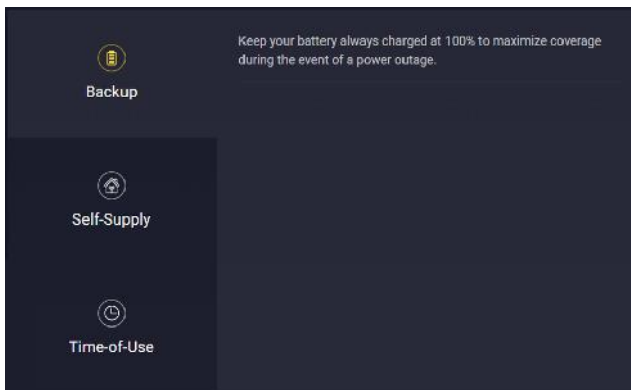 Backup
Keep your battery always charged at 100% to maximize coverage
during the event of a power outage.
Self-Supply
Time-of-Use